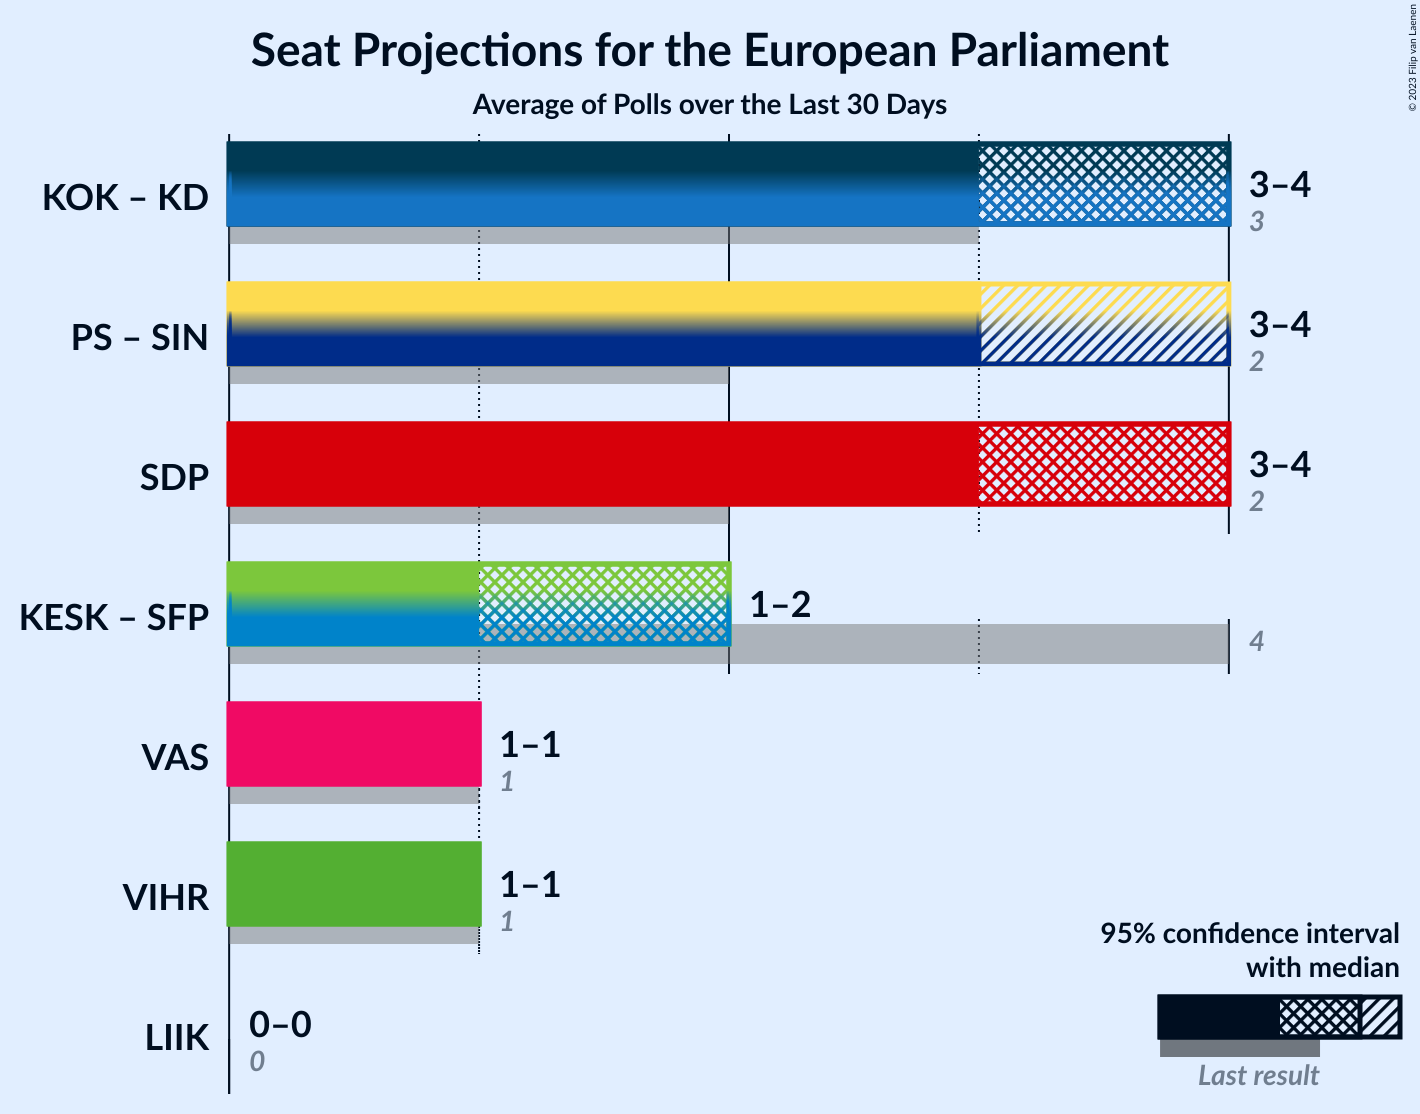 Seat Projections for the European Parliament
Average of Polls over the Last 30 Days
© 2023 Filip van Laenen
KOK – KD
3–4
3
PS – SIN
3–4
2
SDP
3–4
2
KESK – SFP
1–2
4
VAS
1–1
1
VIHR
1–1
1
LIIK
0–0
0
95% confidence interval
with median
Last result